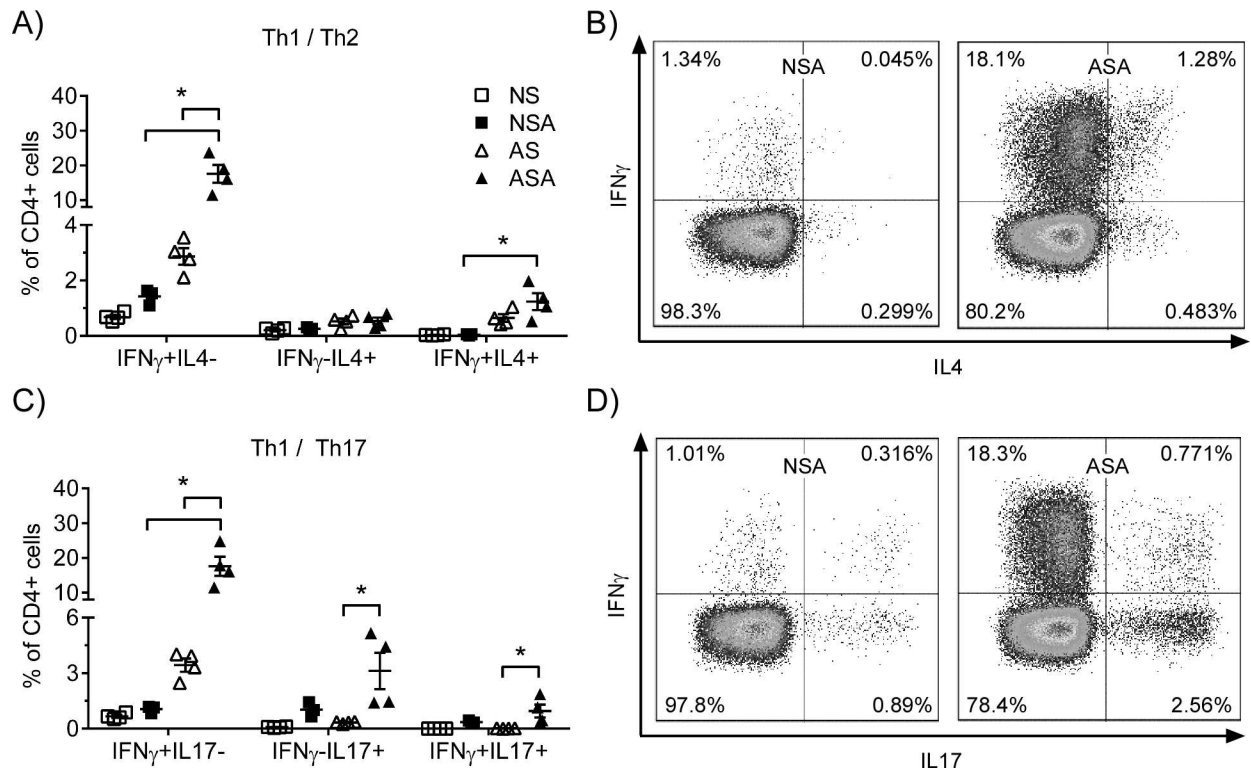 A)
Th1 / Th2
% of CD4+ cells
40
30
20
10
4
2
0
*
*
NS
NSA
AS
ASA
IFNγ+IL4-
IFNγ-IL4+
IFNγ+IL4+
B)
IFNγ
1.34%
NSA
0.045%
98.3%
0.299%
18.1%
ASA
1.28%
80.2%
0.483%
IL4
C)
Th1 / Th17
% of CD4+ cells
40
30
20
10
6
3
0
*
*
*
IFNγ+IL17-
IFNγ-IL17+
IFNγ+IL17+
D)
IFNγ
1.01%
NSA
0.316%
97.8%
0.89%
18.3%
ASA
0.771%
78.4%
2.56%
IL17